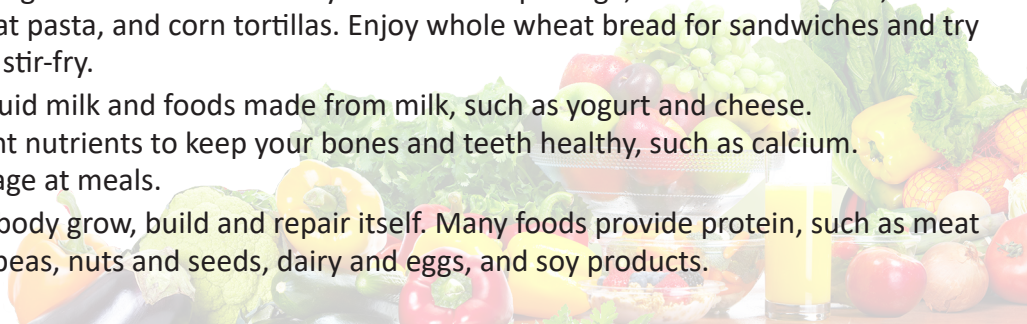 at pasta, and corn tortillas. Enjoy whole wheat bread for sandwiches and try
stir-fry.
uid milk and foods made from milk, such as yogurt and cheese.
nt nutrients to keep your bones and teeth healthy, such as calcium.
age at meals.
body grow, build and repair itself. Many foods provide protein, such as meat
peas, nuts and seeds, dairy and eggs, and soy products.